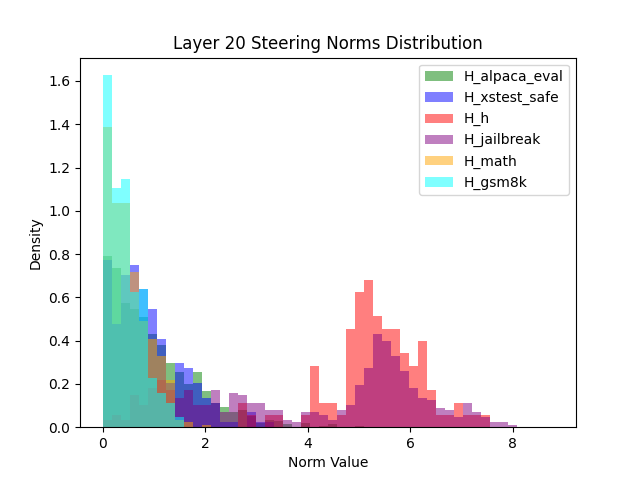 Layer 20 Steering Norms Distribution
H_alpaca_eval
H_xstest_safe
H_h
H_jailbreak
H_math
H_gsm8k
Density
1.6
1.4
1.2
1.0
0.8
0.6
0.4
0.2
0.0
0 2 4 6 8
Norm Value